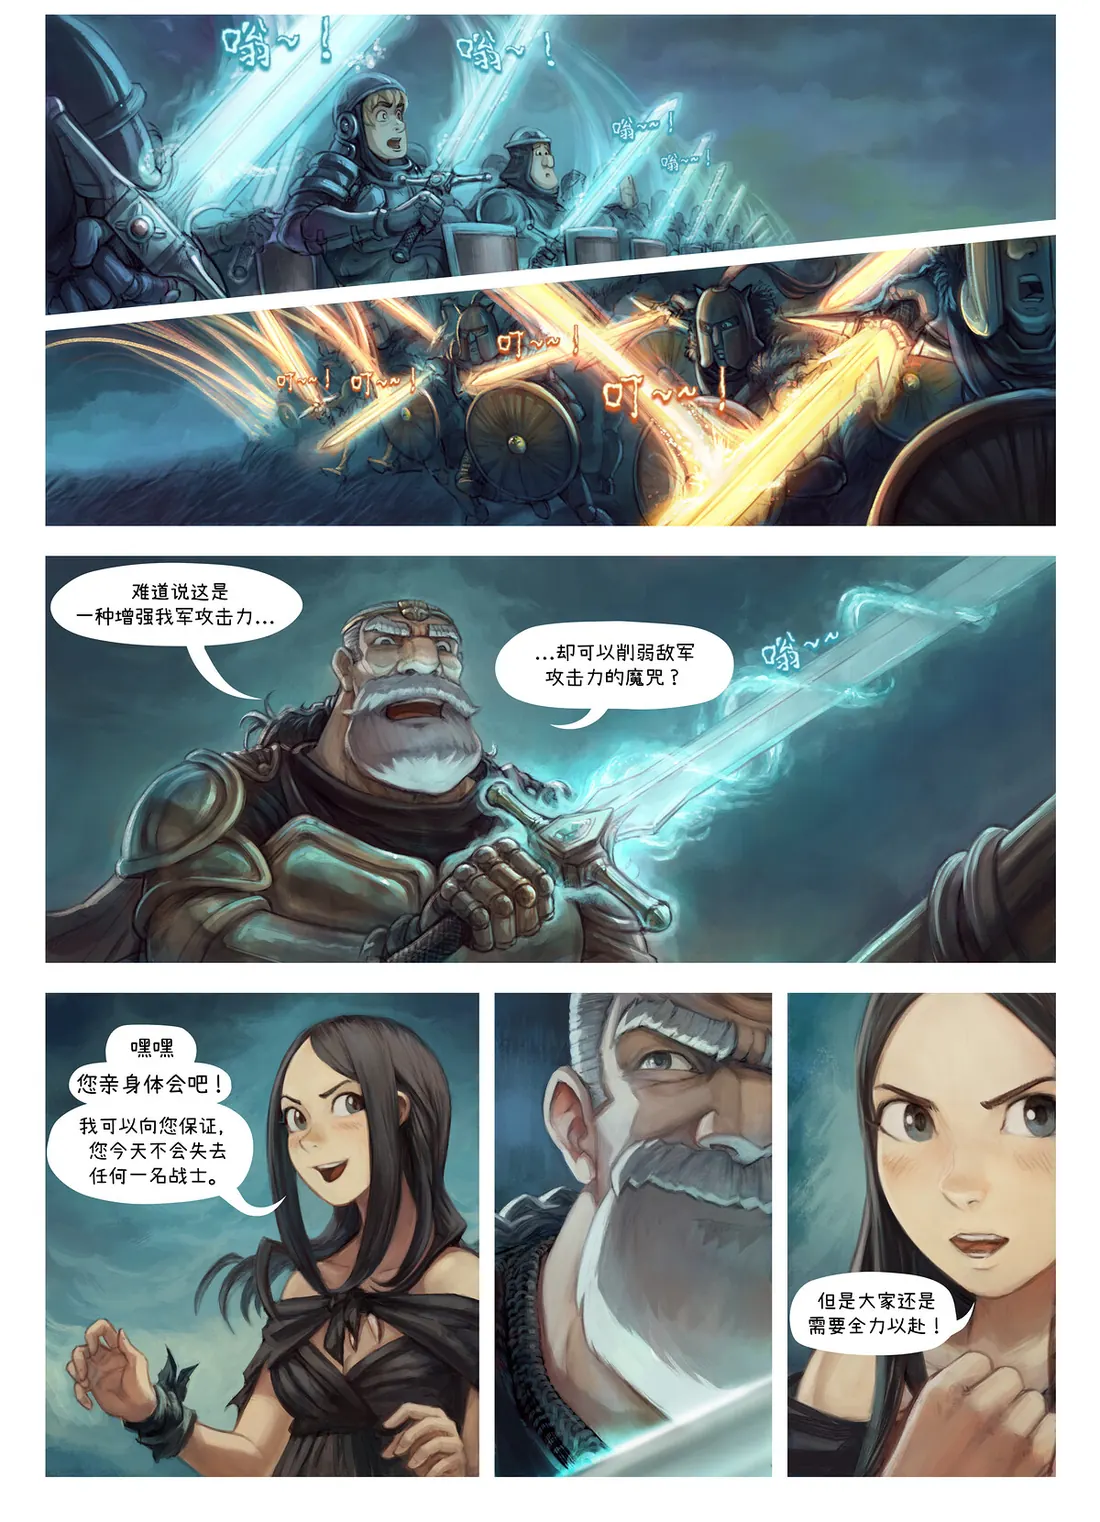 嗡~!
嗡~!
嗡~~!
嗡~~!
叮~~!
叮~~!
叮~~!
叮~~!
难道说这是
一种增强我军攻击力...
...却可以削弱敌军
攻击力的魔咒?
嗡~~
嘿嘿
您亲身体会吧!
我可以向您保证,
您今天不会失去
任何一名战士。
但是大家还是
需要全力以赴!